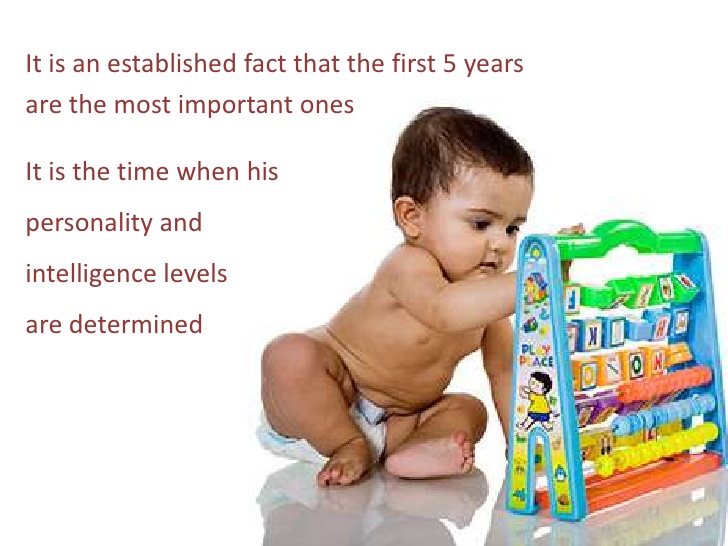 It is an established fact that the first 5 years
are the most important ones
It is the time when his
personality and
intelligence levels
are determined
PLAY
PLACE